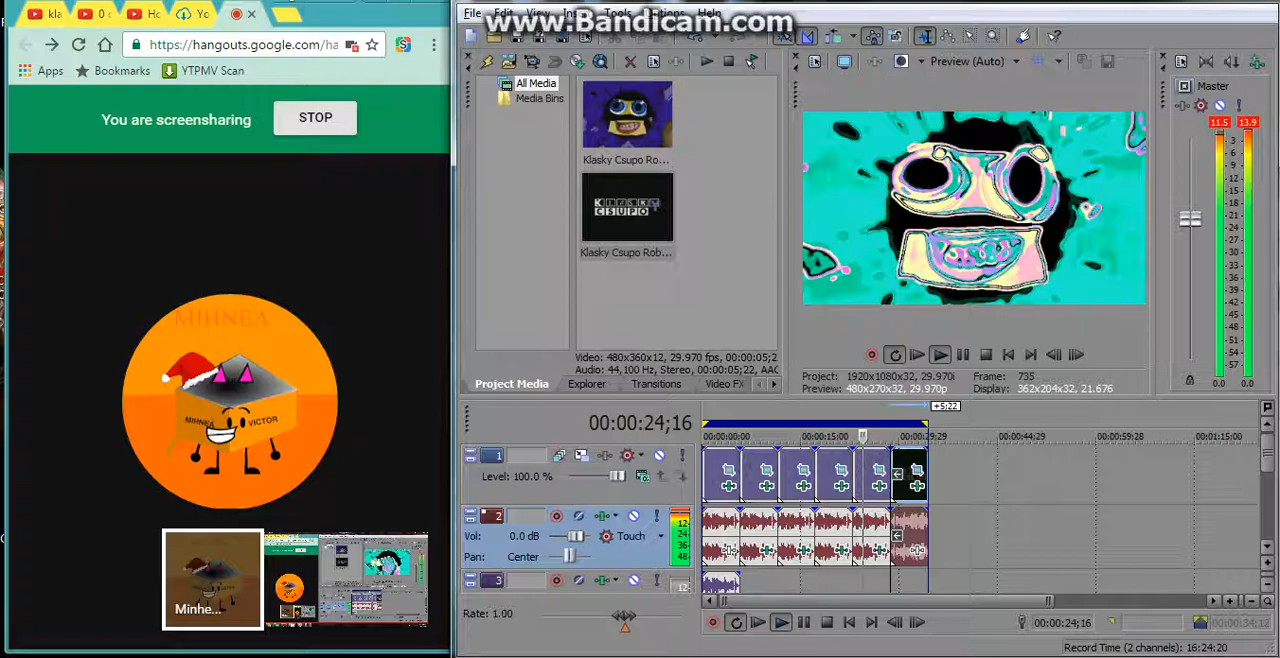 kla
0
Ho
Yo
https://hangouts.google.com/ha
Apps
Bookmarks
YTPMV Scan
You are screensharing
STOP
MIHNEA
MIHNEA
VICTOR
Minhe...
www.Bandicam.com
File Edit View Tools Options Help
All Media
Media Bins
Klasky Csupo Ro...
KLASKY
CSUPO
Klasky Csupo Rob...
Video: 480x360x12, 29.970 fps, 00:00:05;2
Audio: 44,100 Hz, Stereo, 00:00:05;22, AAC
Project Media
Explorer
Transitions
Video FX
Preview (Auto)
Project: 1920x1080x32, 29.970i
Frame: 735
Preview: 480x270x32, 29.970p
Display: 362x204x32, 21.676
Master
11.5
13.9
3
6
9
12
15
18
21
24
27
30
33
36
39
42
45
48
51
54
57
0.0
0.0
00:00:24;16
+5;22
00:00:00;00
00:00:15;00
00:00:29;29
00:00:44;29
00:00:59;28
00:01:15;00
1
Level: 100.0 %
2
Vol: 0.0 dB
Touch
Pan: Center
12
24
36
48
3
12
Rate: 1.00
00:00:24;16
00:00:34;12
Record Time (2 channels): 16:24:20